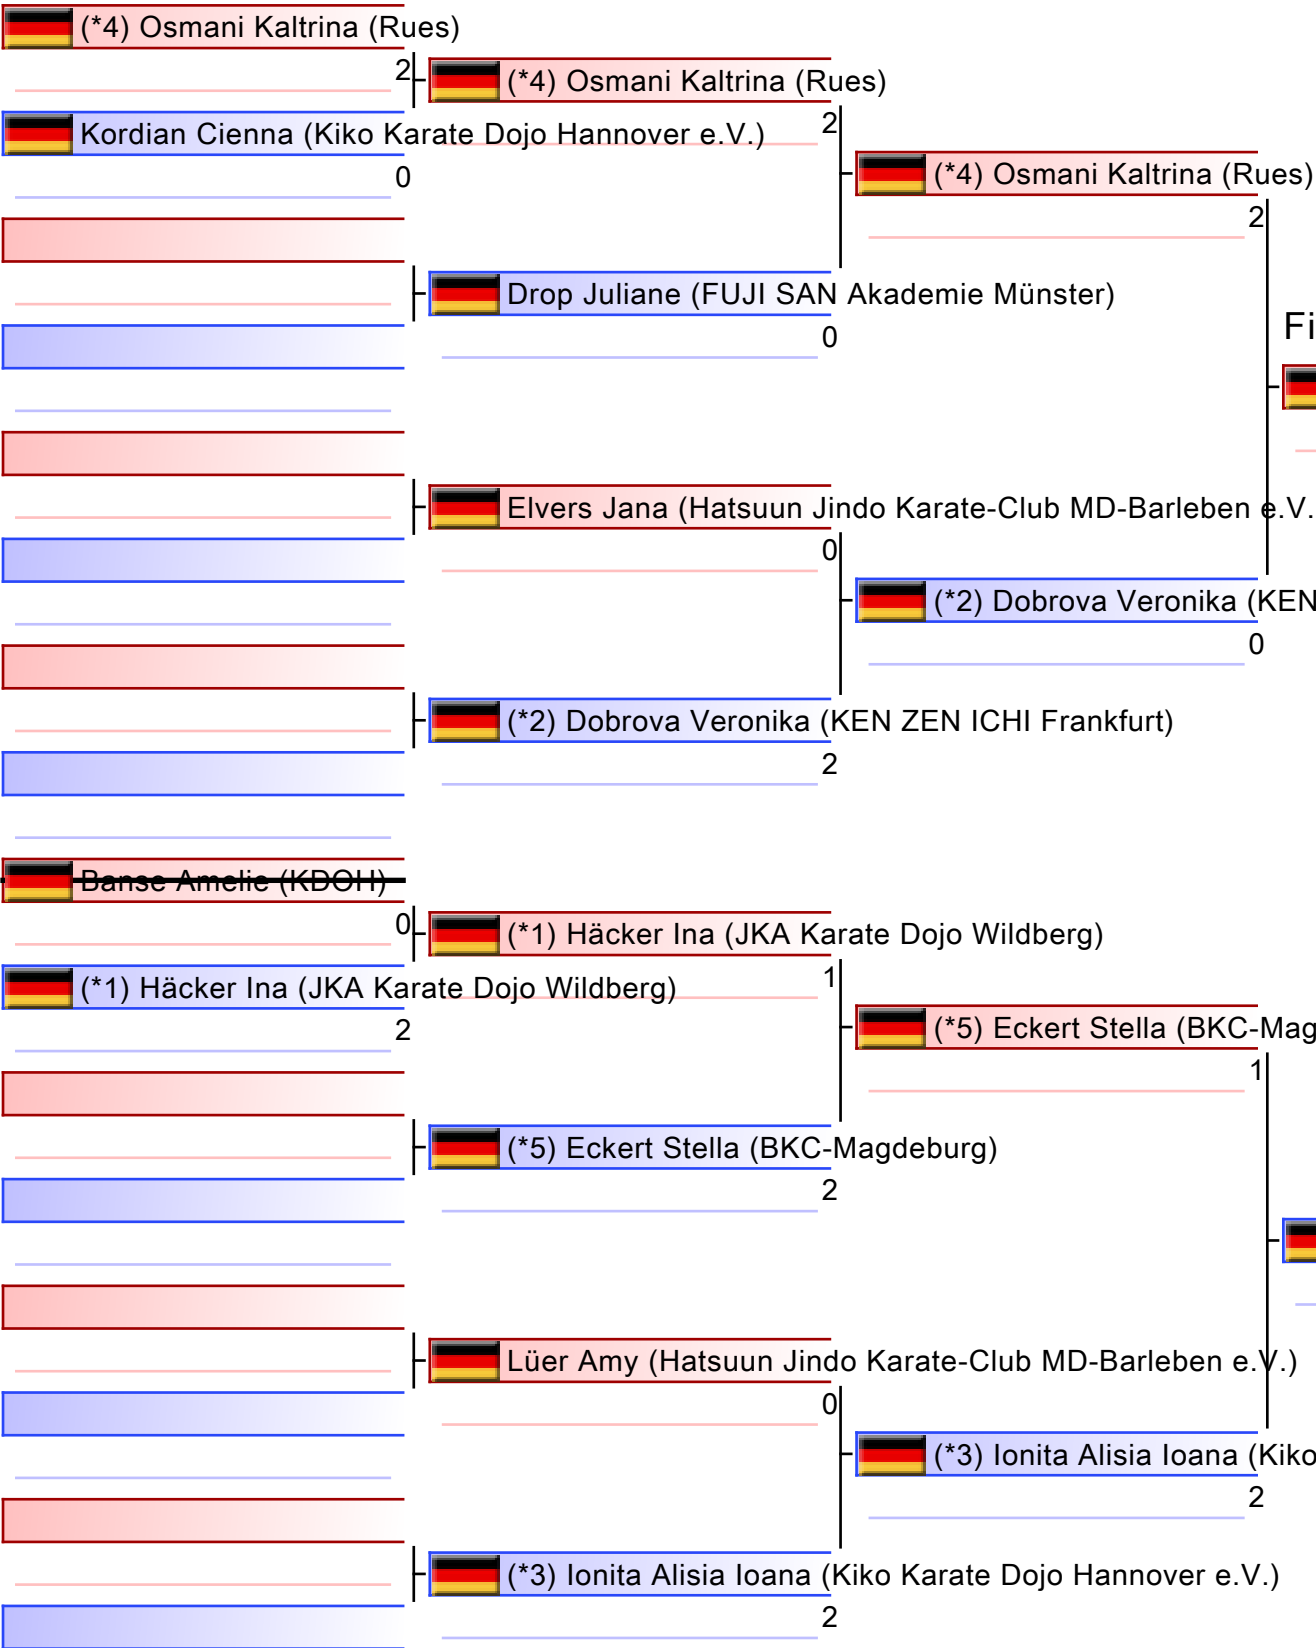 (*4) Osmani Kaltrina (Rues)
2
Kordian Cienna (Kiko Karate Dojo Hannover e.V.)
0
Banse Amelie (KDOH)
0
(*1) Häcker Ina (JKA Karate Dojo Wildberg)
2
(*4) Osmani Kaltrina (Rues)
2
Drop Juliane (FUJI SAN Akademie Münster)
0
Elvers Jana (Hatsuun Jindo Karate-Club MD-Barleben e.V.
0
(*2) Dobrova Veronika (KEN ZEN ICHI Frankfurt)
2
(*1) Häcker Ina (JKA Karate Dojo Wildberg)
1
(*5) Eckert Stella (BKC-Magdeburg)
2
Lüer Amy (Hatsuun Jindo Karate-Club MD-Barleben e.V.)
0
(*3) Ionita Alisia Ioana (Kiko Karate Dojo Hannover e.V.)
2
(*4) Osmani Kaltrina (Rues)
2
(*2) Dobrova Veronika (KEN
0
(*5) Eckert Stella (BKC-Mag
1
(*3) Ionita Alisia Ioana (Kiko
2
Fi